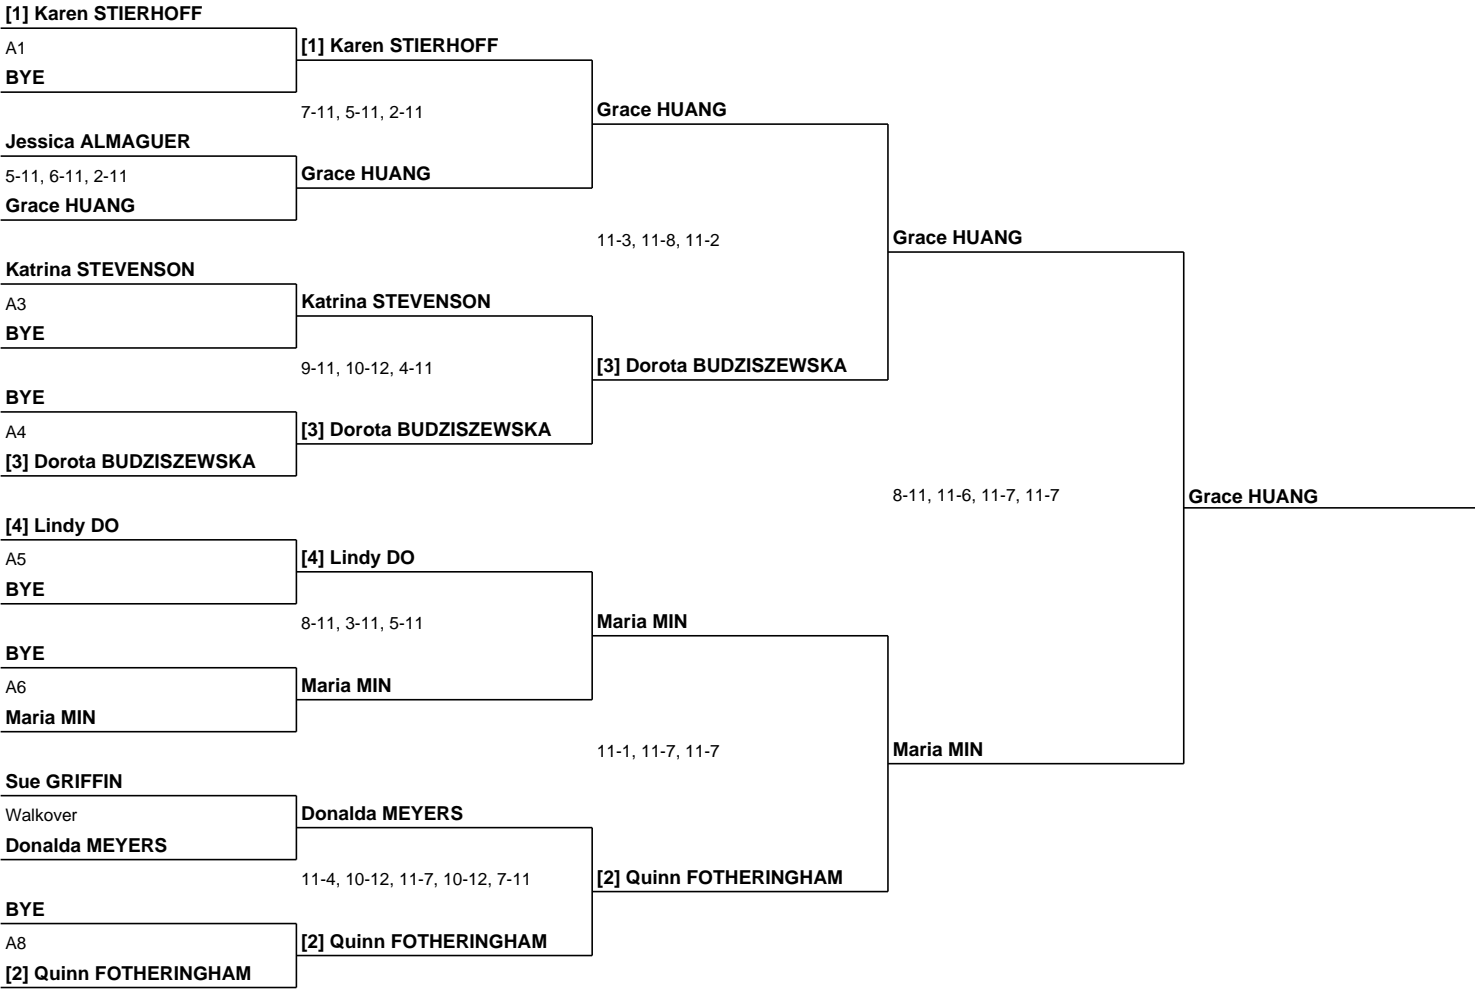 [1] Karen STIERHOFF
A1
BYE
Jessica ALMAGUER
5-11, 6-11, 2-11
Grace HUANG
Katrina STEVENSON
A3
BYE
BYE
A4
[3] Dorota BUDZISZEWSKA
[4] Lindy DO
A5
BYE
BYE
A6
Maria MIN
Sue GRIFFIN
Walkover
Donalda MEYERS
BYE
A8
[2] Quinn FOTHERINGHAM
[1] Karen STIERHOFF
7-11, 5-11, 2-11
Grace HUANG
Katrina STEVENSON
9-11, 10-12, 4-11
[3] Dorota BUDZISZEWSKA
[4] Lindy DO
8-11, 3-11, 5-11
Maria MIN
Donalda MEYERS
11-4, 10-12, 11-7, 10-12, 7-11
[2] Quinn FOTHERINGHAM
Grace HUANG
11-3, 11-8, 11-2
[3] Dorota BUDZISZEWSKA
Maria MIN
11-1, 11-7, 11-7
[2] Quinn FOTHERINGHAM
Grace HUANG
8-11, 11-6, 11-7, 11-7
Maria MIN
Grace HUANG